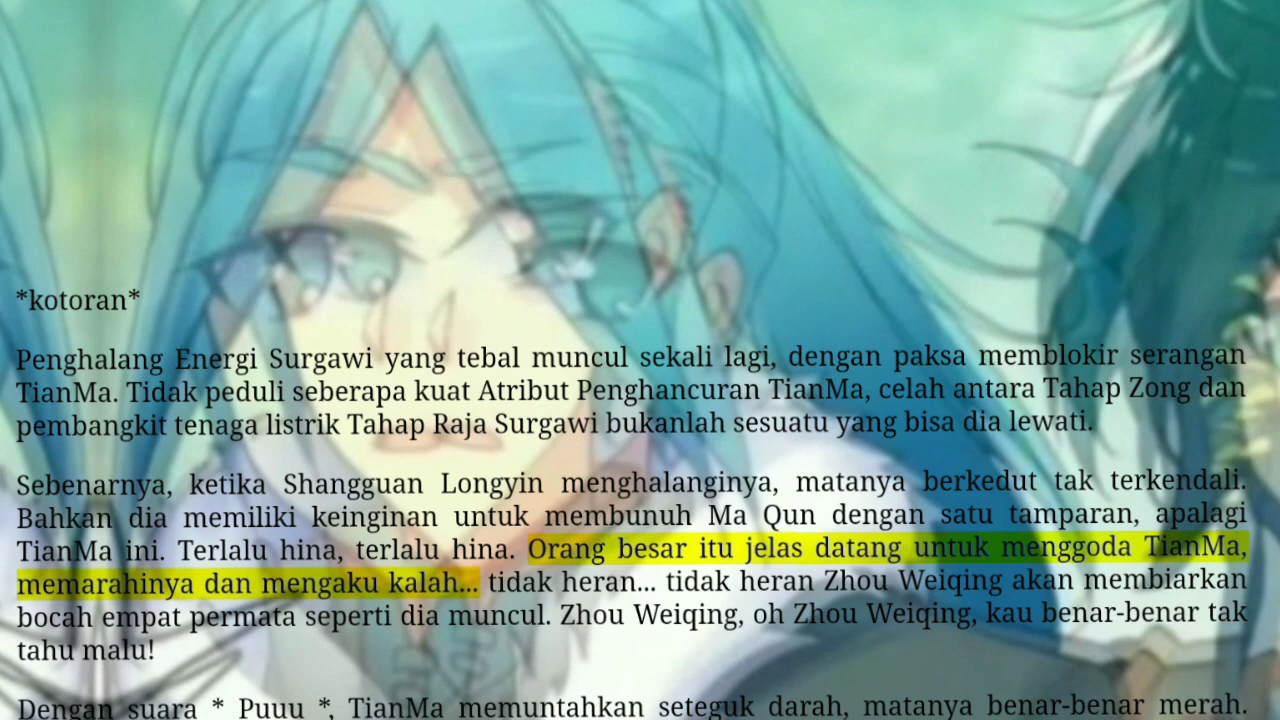 *kotoran*
Penghalang Energi Surgawi yang tebal muncul sekali lagi, dengan paksa memblokir serangan
TianMa. Tidak peduli seberapa kuat Atribut Penghancuran TianMa, celah antara Tahap Zong dan
pembangkit tenaga listrik Tahap Raja Surgawi bukanlah sesuatu yang bisa dia lewati.
Sebenarnya, ketika Shangguan Longyin menghalanginya, matanya berkedut tak terkendali.
Bahkan dia memiliki keinginan untuk membunuh Ma Qun dengan satu tamparan, apalagi
TianMa ini. Terlalu hina, terlalu hina. Orang besar itu jelas datang untuk menggoda TianMa,
memarahinya dan mengaku kalah... tidak heran... tidak heran Zhou Weiqing akan membiarkan
bocah empat permata seperti dia muncul. Zhou Weiqing, oh Zhou Weiqing, kau benar-benar tak
tahu malu!
Dengan suara * Puuu *, TianMa memuntahkan seteguk darah, matanya benar-benar merah.